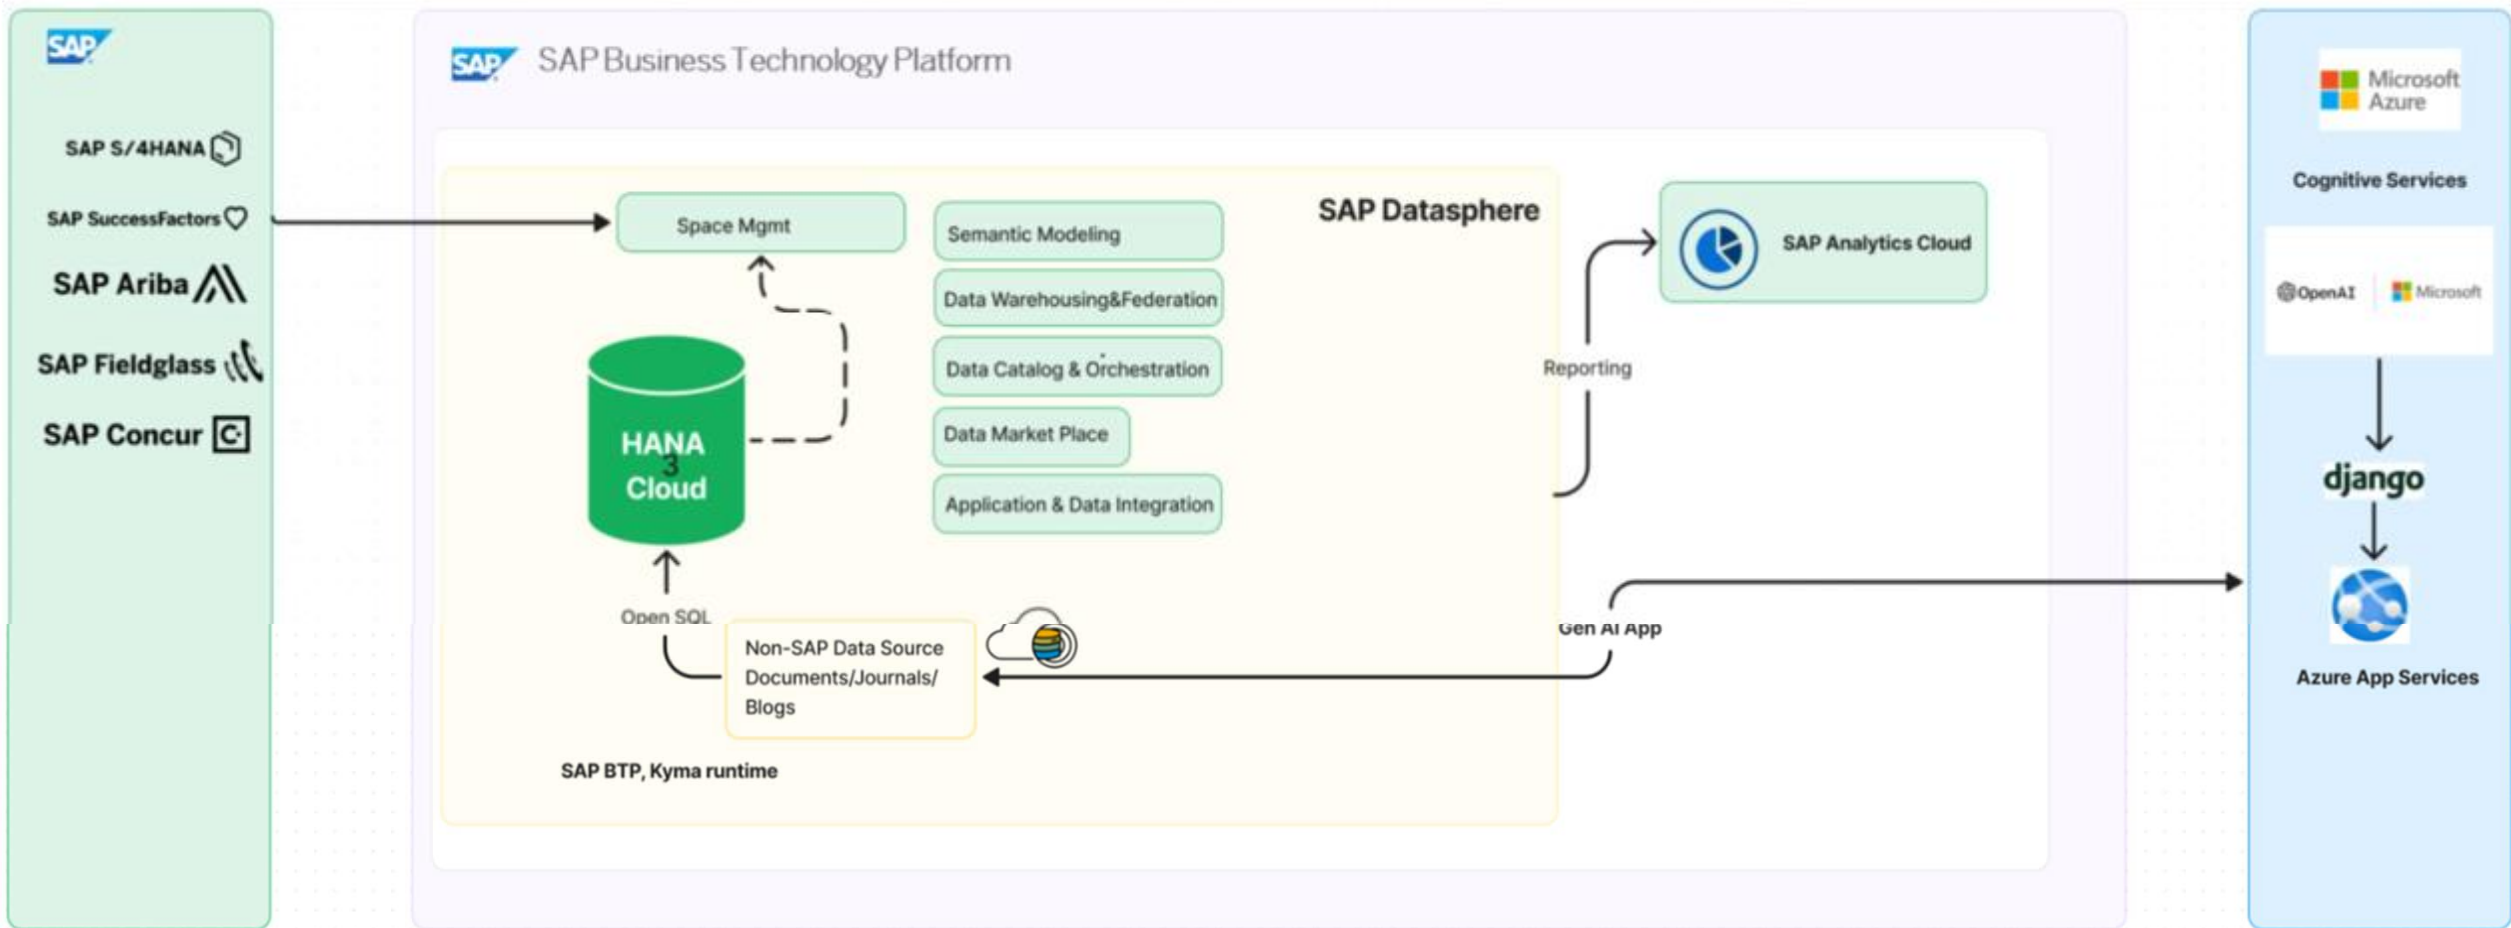 SAP
SAP S/4HANA
SAP SuccessFactors
SAP Ariba
SAP Fieldglass
SAP Concur
C
SAP
SAP Business Technology Platform
SAP Datasphere
Space Mgmt
Semantic Modeling
Data Warehousing&Federation
Data Catalog & Orchestration
Data Market Place
Application & Data Integration
HANA
3
Cloud
Open SQL
Non-SAP Data Source
Documents/Journals/
Blogs
SAP BTP, Kyma runtime
Reporting
SAP Analytics Cloud
Gen AI App
Microsoft
Azure
Cognitive Services
OpenAI
Microsoft
django
Azure App Services